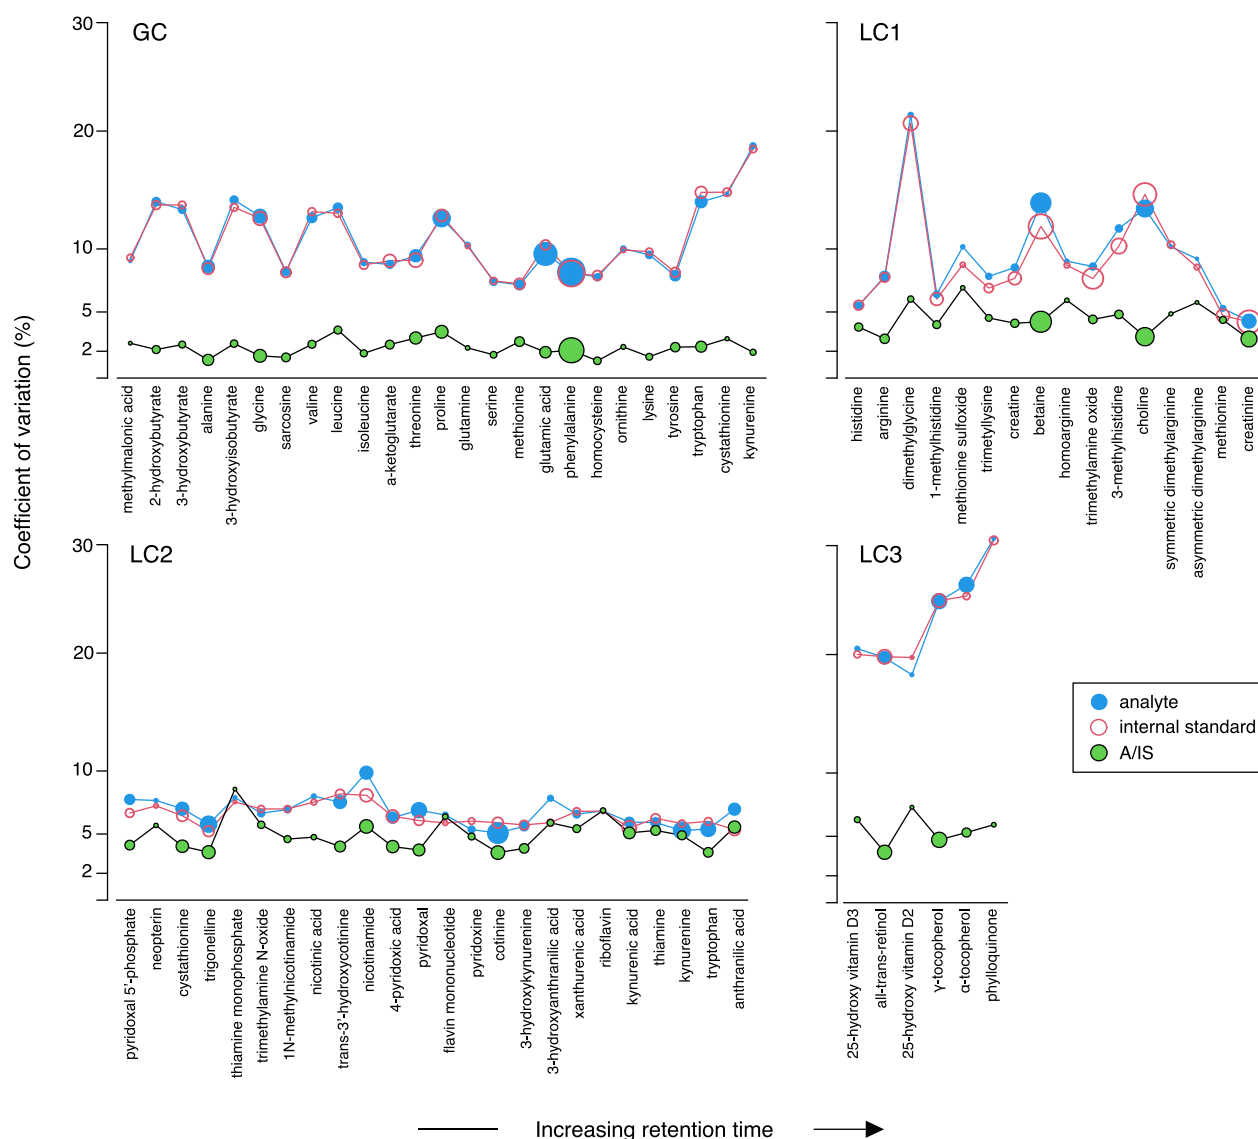 Coefficient of variation (%)
GC
30
20
10
5
2
methylmalonic acid
2-hydroxybutyrate
3-hydroxybutyrate
alanine
3-hydroxyisobutyrate
glycine
sarcosine
valine
leucine
isoleucine
a-ketoglutarate
threonine
proline
glutamine
serine
methionine
glutamic acid
phenylalanine
homocysteine
ornithine
lysine
tyrosine
tryptophan
cystathionine
kynurenine
LC1
histidine
arginine
dimethylglycine
1-methylhistidine
methionine sulfoxide
trimetyllysine
creatine
betaine
homoarginine
trimethylamine oxide
3-methylhistidine
choline
symmetric dimethylarginine
asymmetric dimethylarginine
methionine
creatinine
LC2
30
20
10
5
2
pyridoxal 5'-phosphate
neopterin
cystathionine
trigonelline
thiamine monophosphate
trimethylamine N-oxide
1N-methylnicotinamide
nicotinic acid
trans-3'-hydroxycotinine
nicotinamide
4-pyridoxic acid
pyridoxal
flavin mononucleotide
pyridoxine
cotinine
3-hydroxykynurenine
3-hydroxyanthranilic acid
xanthurenic acid
riboflavin
kynurenic acid
thiamine
kynurenine
tryptophan
anthranilic acid
LC3
25-hydroxy vitamin D3
all-trans-retinol
25-hydroxy vitamin D2
γ-tocopherol
α-tocopherol
phylloquinone
analyte
internal standard
A/IS
Increasing retention time